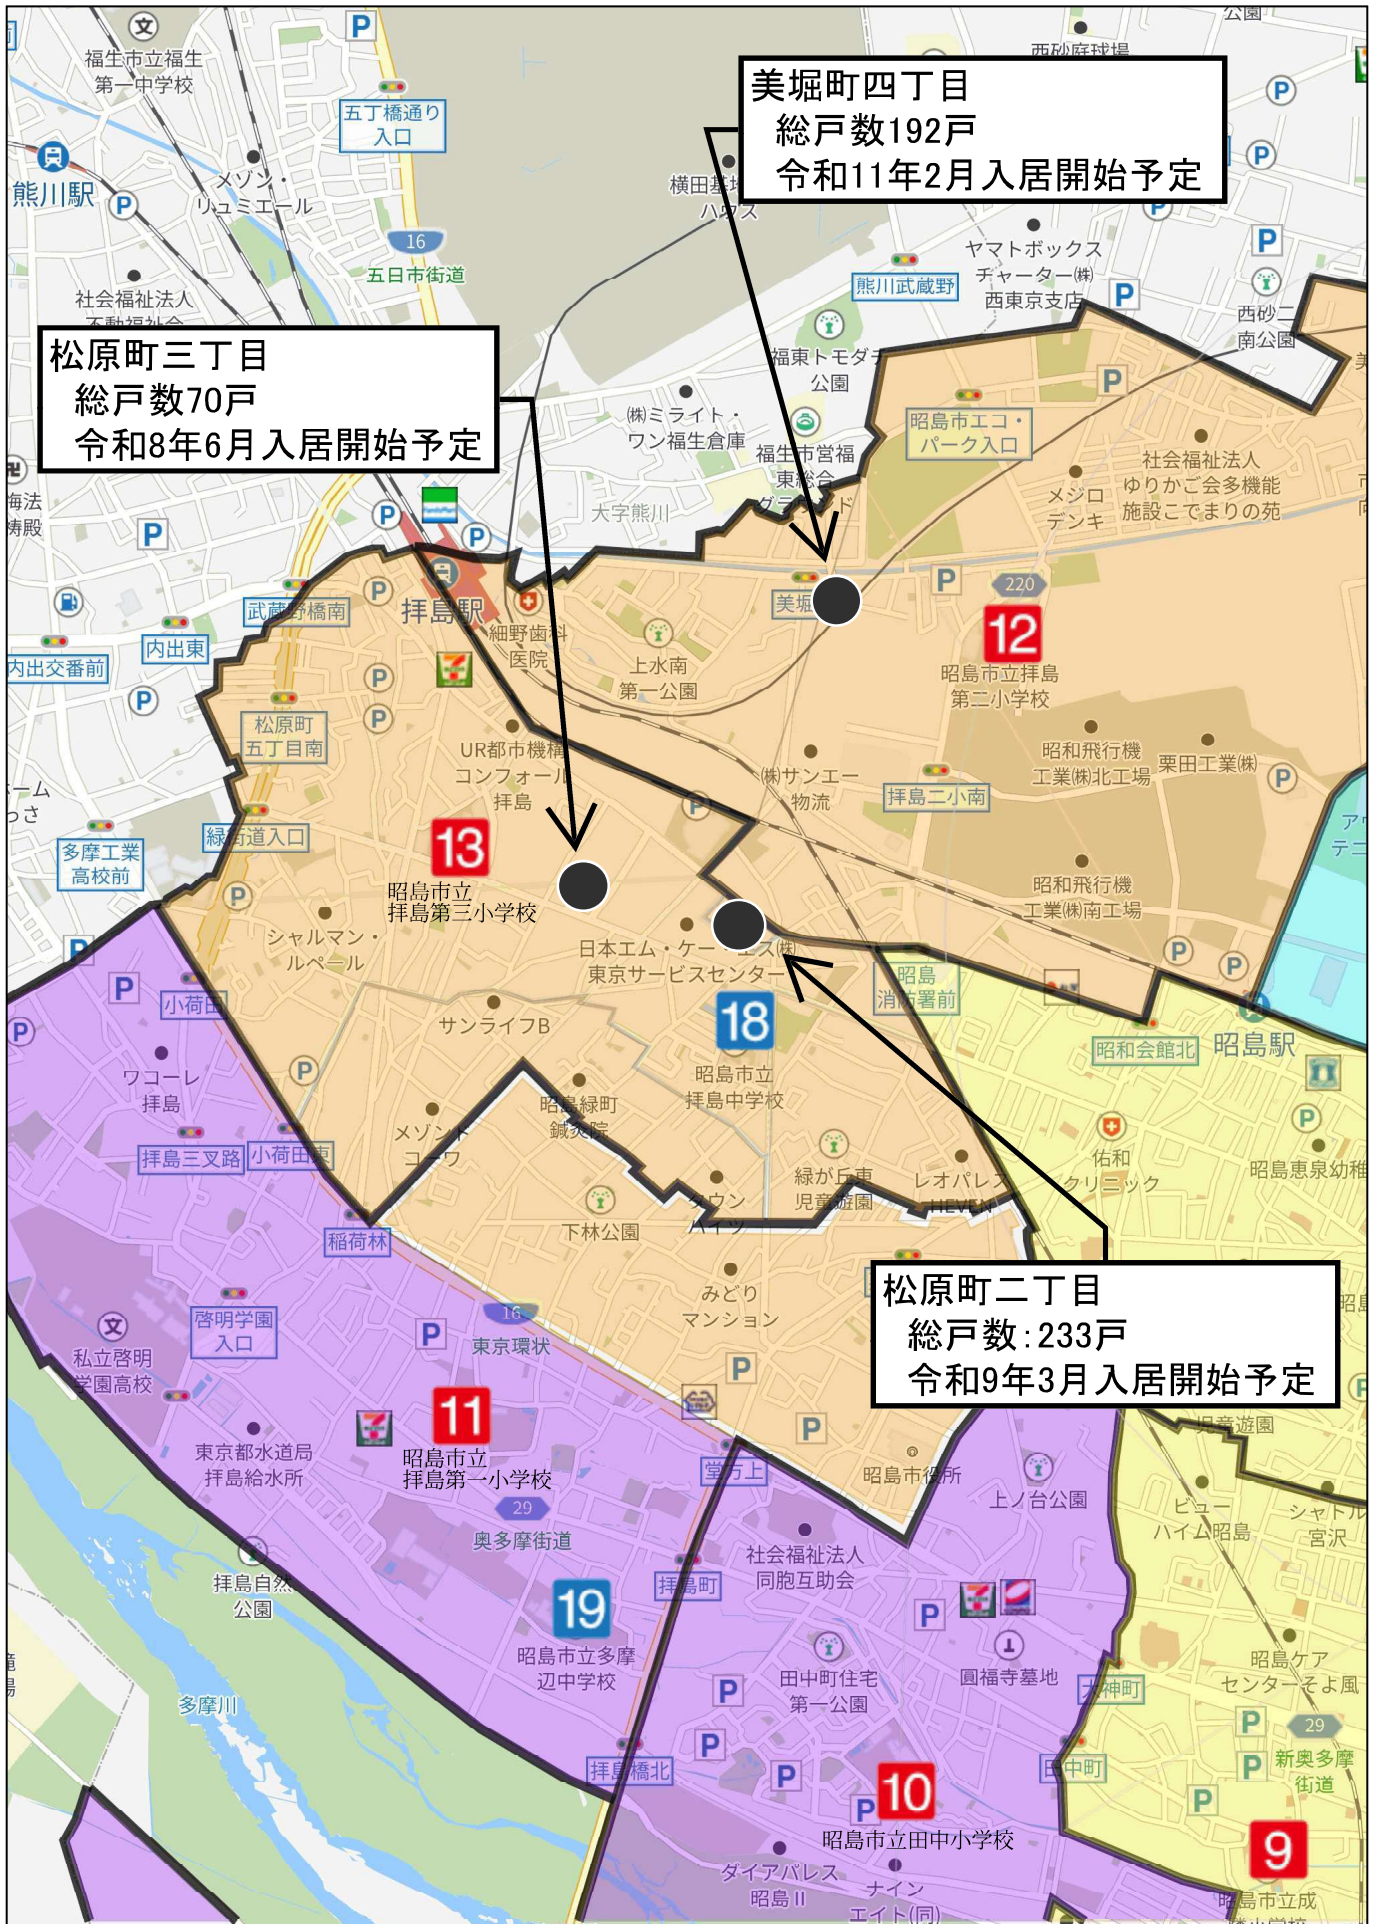 公園
文
P
福生市立福生
第一中学校
西砂庭球場
五丁橋通り
入口
美堀町四丁目
総戸数192戸
令和11年2月入居開始予定
P
P
熊川駅
P
メゾン・
リュミエール
ハウス
P
16
五日市街道
ヤマトボックス
チャーター㈱
西東京支店
P
P
熊川武蔵野
西砂二
南公園
社会福祉法人
松原町三丁目
総戸数70戸
令和8年6月入居開始予定
福東トモダチ
公園
P
㈱ミライト・
ワン福生倉庫
昭島市エコ・
パーク入口
福生市営福
東総合
グラウンド
社会福祉法人
ゆりかご会多機能
施設こでまりの苑
メジロ
デンキ
P
FamilyMart
P
P
大字熊川
武蔵野橋南
P
拝島駅
細野歯科
医院
P
220
12
昭島市立拝島
第二小学校
内出東
内出交番前
P
P
P
上水南
第一公園
松原町
五丁目南
UR都市機構
コンフォール
拝島
㈱サンエー
物流
昭和飛行機
工業㈱北工場
栗田工業㈱
P
拝島二小南
P
緑街道入口
多摩工業
高校前
13
昭島市立
拝島第三小学校
昭和飛行機
工業㈱南工場
P
シャルマン・
ルペール
日本エム・ケー・エス㈱
東京サービスセンター
P
P
P
P
小荷田
昭島
消防署前
18
昭島市立
拝島中学校
サンライフB
昭和会館北
昭島駅
P
P
ワコーレ
拝島
昭島緑町
鍼灸院
P
メゾンド
コーワ
拝島三叉路
小荷田東
緑が丘東
児童遊園
レオパレス
HEVEN
佑和
クリニック
昭島恵泉幼稚
タウン
ハイツ
下林公園
稲荷林
みどり
マンション
松原町二丁目
総戸数:233戸
令和9年3月入居開始予定
啓明学園
入口
文
私立啓明
学園高校
P
16
東京環状
P
P
児童遊園
11
昭島市立
拝島第一小学校
東京都水道局
拝島給水所
堂方上
昭島市役所
上ノ台公園
ビュー
ハイム昭島
シャトル
宮沢
29
奥多摩街道
社会福祉法人
同胞互助会
拝島町
拝島自然
公園
19
昭島市立多摩
辺中学校
P
田中町住宅
第一公園
圓福寺墓地
昭島ケア
センターそよ風
大神町
多摩川
P
P
P
29
新奥多摩
街道
P
P
拝島橋北
P
田中町
P
10
昭島市立田中小学校
9
ダイアパレス
昭島Ⅱ
ナイン
エイト(同)
昭島市立成